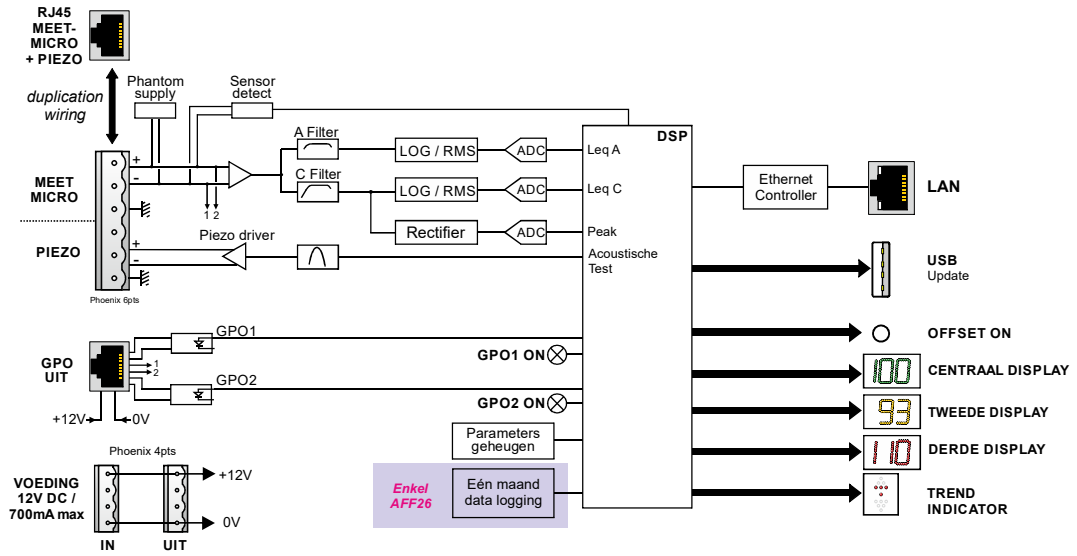 RJ45
MEET-
MICRO
+ PIEZO
duplication
wiring
Phantom
supply
Sensor
detect
A Filter
C Filter
LOG / RMS
ADC
LOG / RMS
ADC
Rectifier
ADC
DSP
Leq A
Leq C
Peak
Acoustische
Test
Ethernet
Controller
LAN
+
-
MEET
MICRO
1 2
PIEZO
+
-
Piezo driver
Phoenix 6pts
USB
Update
OFFSET ON
GPO
UIT
GPO1
1
2
GPO2
+12V
0V
GPO1 ON
GPO2 ON
100
CENTRAAL DISPLAY
93
TWEEDE DISPLAY
110
DERDE DISPLAY
TREND
INDICATOR
Parameters
geheugen
Enkel
AFF26
Eén maand
data logging
Phoenix 4pts
VOEDING
12V DC /
700mA max
+12V
0V
IN
UIT